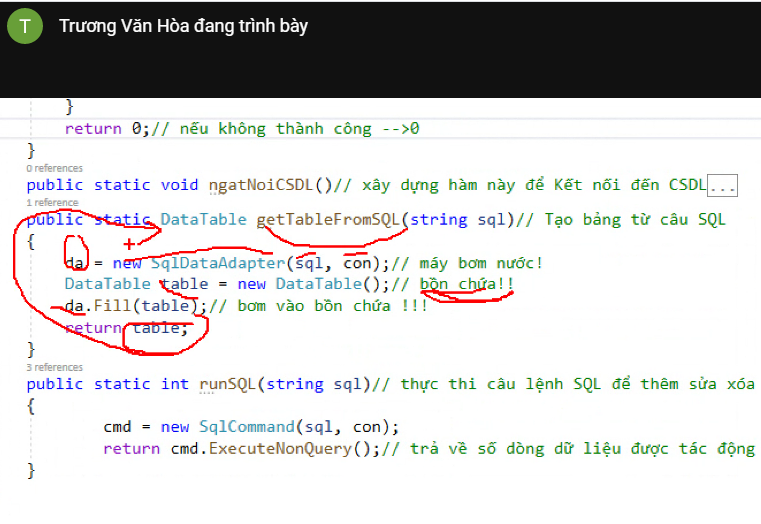 T
Trương Văn Hòa đang trình bày
}
return 0;// nếu không thành công -->0
}
0 references
public static void ngatNoiCSDL()// xây dựng hàm này để Kết nối đến CSDL...
1 reference
public static DataTable getTableFromSQL(string sql)// Tạo bảng từ câu SQL
{
da = new SqlDataAdapter(sql, con);// máy bơm nước!
DataTable table = new DataTable();// bồn chứa!!
da.Fill(table);// bơm vào bồn chứa !!!
return table;
}
3 references
public static int runSQL(string sql)// thực thi câu lệnh SQL để thêm sửa xóa
{
cmd = new SqlCommand(sql, con);
return cmd.ExecuteNonQuery();// trả về số dòng dữ liệu được tác động
}